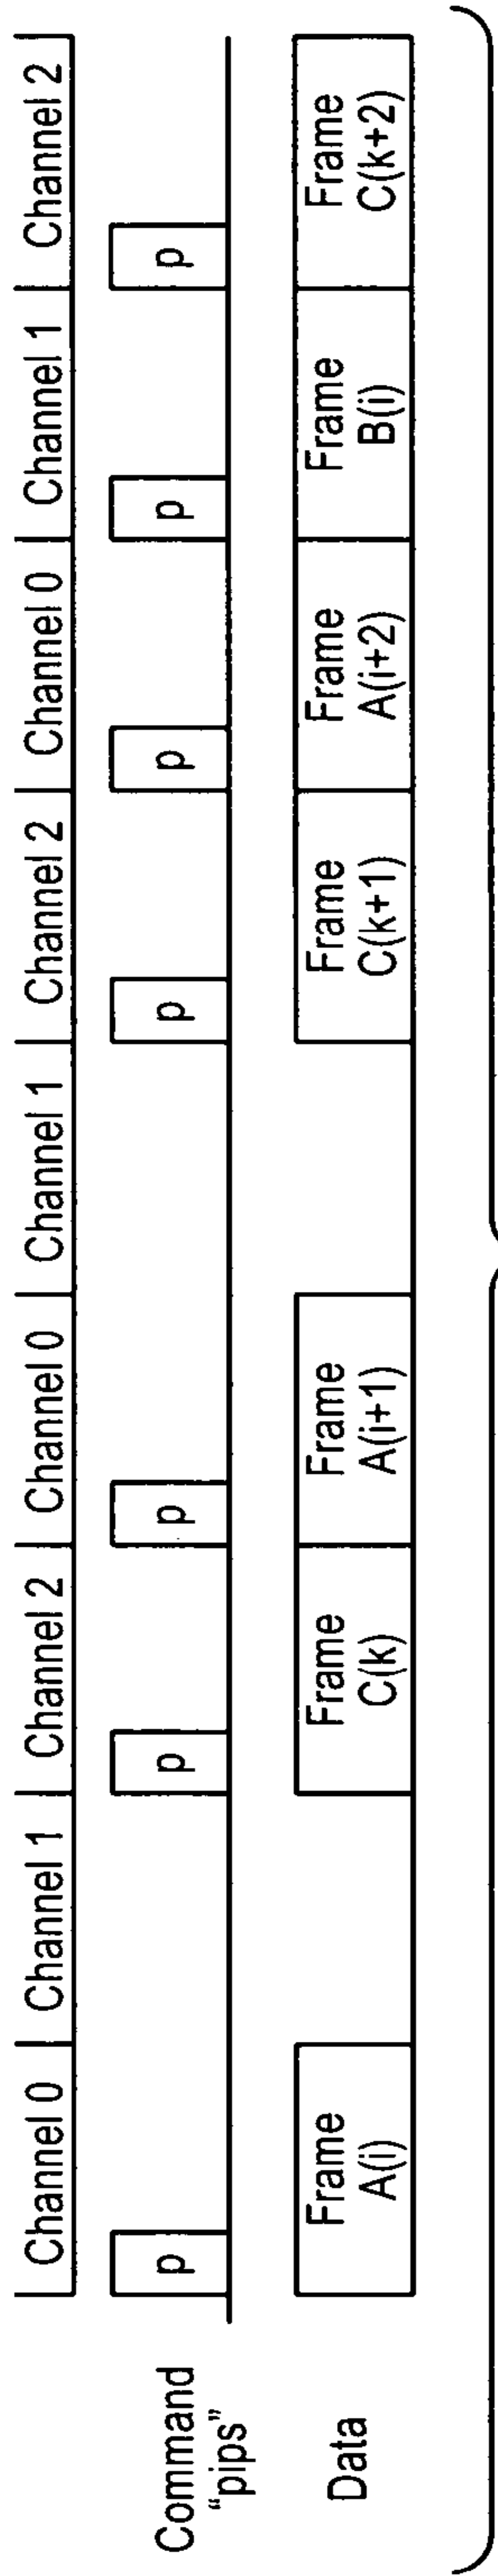 Channel 0 Channel 1 Channel 2 Channel 0 Channel 1 Channel 2 Channel 0 Channel 1 Channel 2
Command
“pips”
p p p p p p p
Data
Frame
A(i)
Frame
C(k)
Frame
A(i+1)
Frame
C(k+1)
Frame
A(i+2)
Frame
B(i)
Frame
C(k+2)